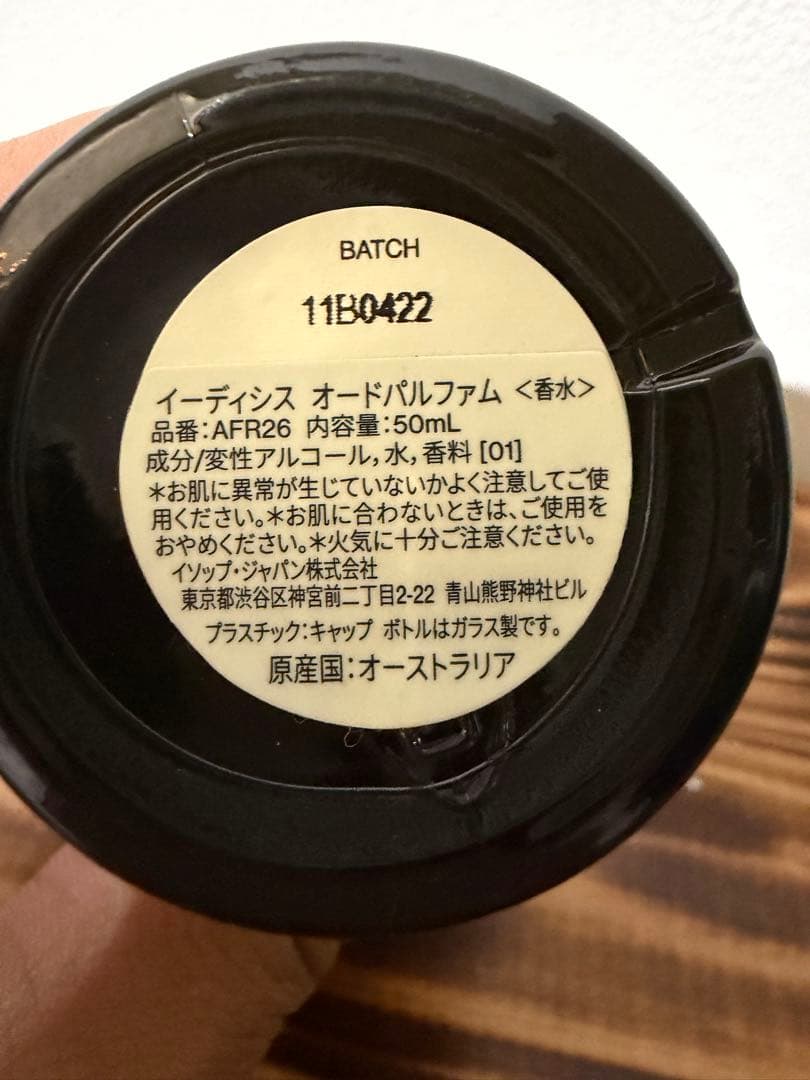 BATCH
11B0422
イーディシス オードパルファム <香水>
品番:AFR26 内容量:50mL
成分/変性アルコール,水,香料 [01]
*お肌に異常が生じていないかよく注意してご使
用ください。*お肌に合わないときは、ご使用を
おやめください。*火気に十分ご注意ください。
イソップ・ジャパン株式会社
東京都渋谷区神宮前二丁目2-22 青山熊野神社ビル
プラスチック:キャップ ボトルはガラス製です。
原産国:オーストラリア